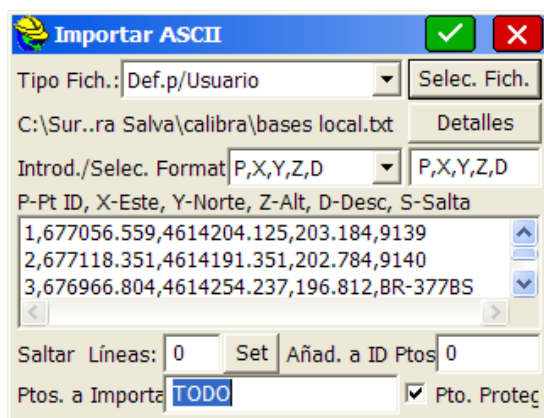 Importar ASCII
Tipo Fich.: Def.p/Usuario Selec. Fich.
C:\Sur..ra Salva\calibra\bases local.txt Detalles
Introd./Selec. Format P,X,Y,Z,D P,X,Y,Z,D
P-Pt ID, X-Este, Y-Norte, Z-Alt, D-Desc, S-Salta
1,677056.559,4614204.125,203.184,9139
2,677118.351,4614191.351,202.784,9140
3,676966.804,4614254.237,196.812,BR-377BS
Saltar Líneas: 0 Set Añad. a ID Ptos 0
Ptos. a Importa TODO Pto. Proteg